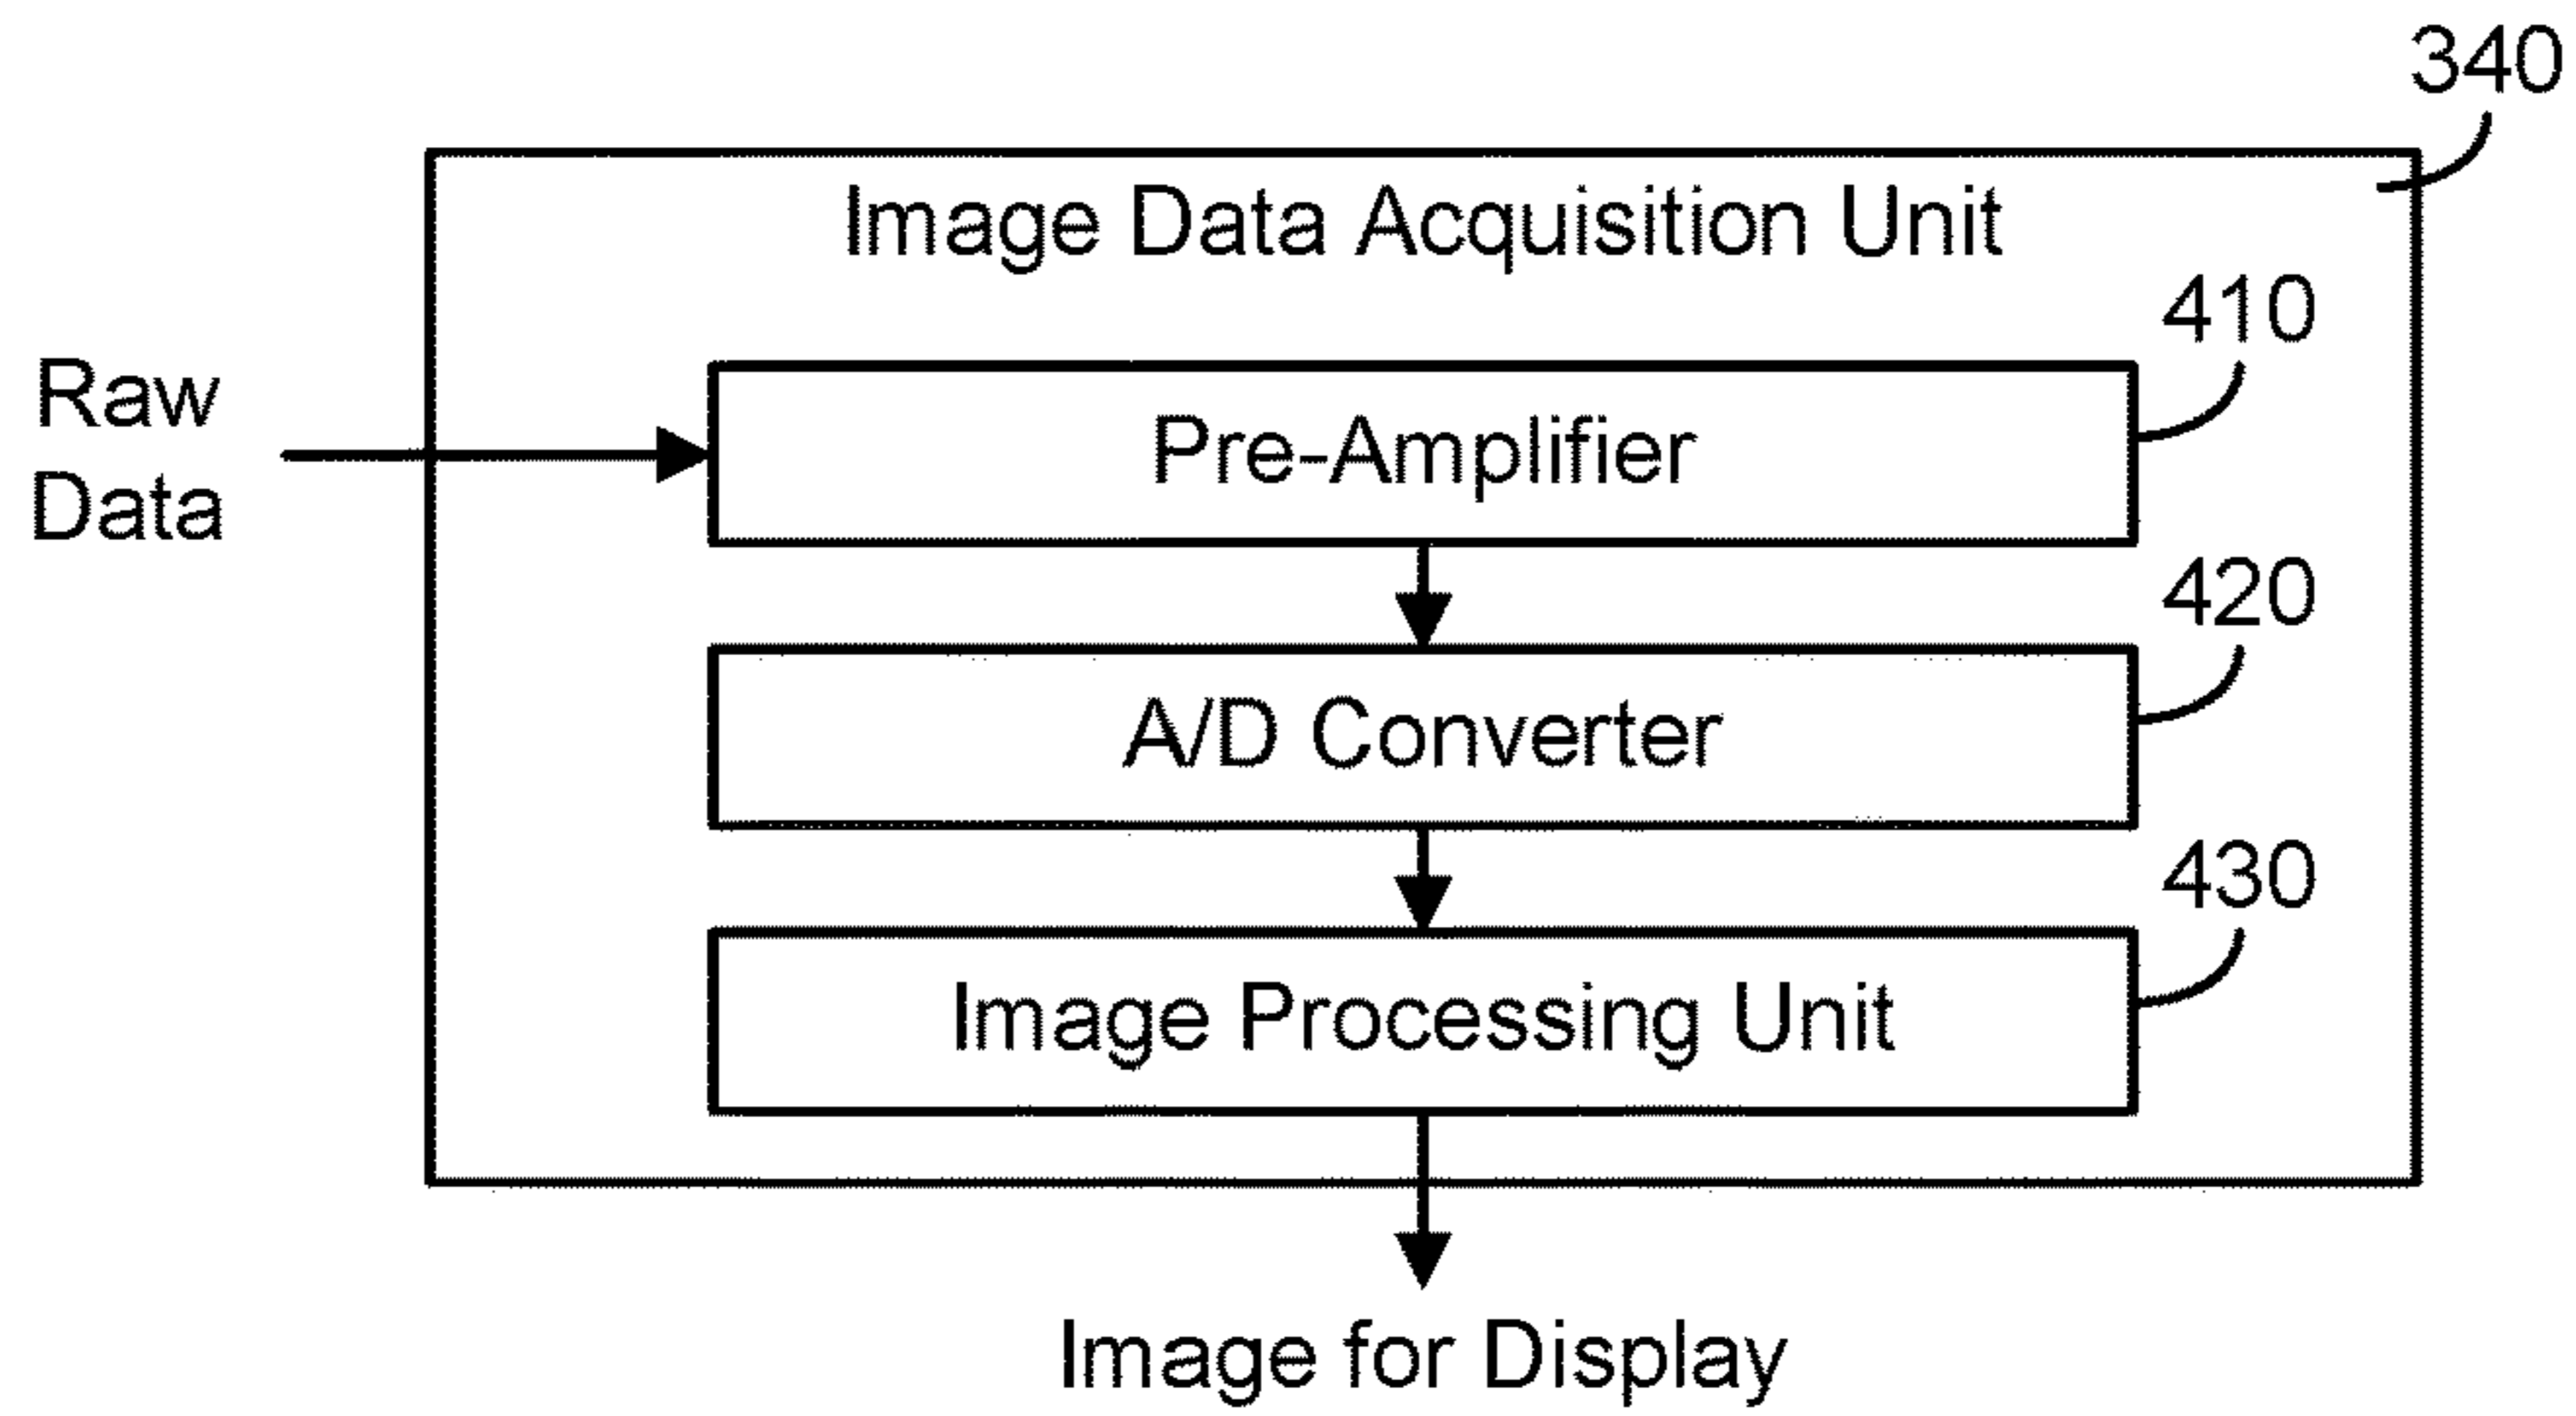 340
Image Data Acquisition Unit
410
Raw
Data
Pre-Amplifier
420
A/D Converter
430
Image Processing Unit
Image for Display